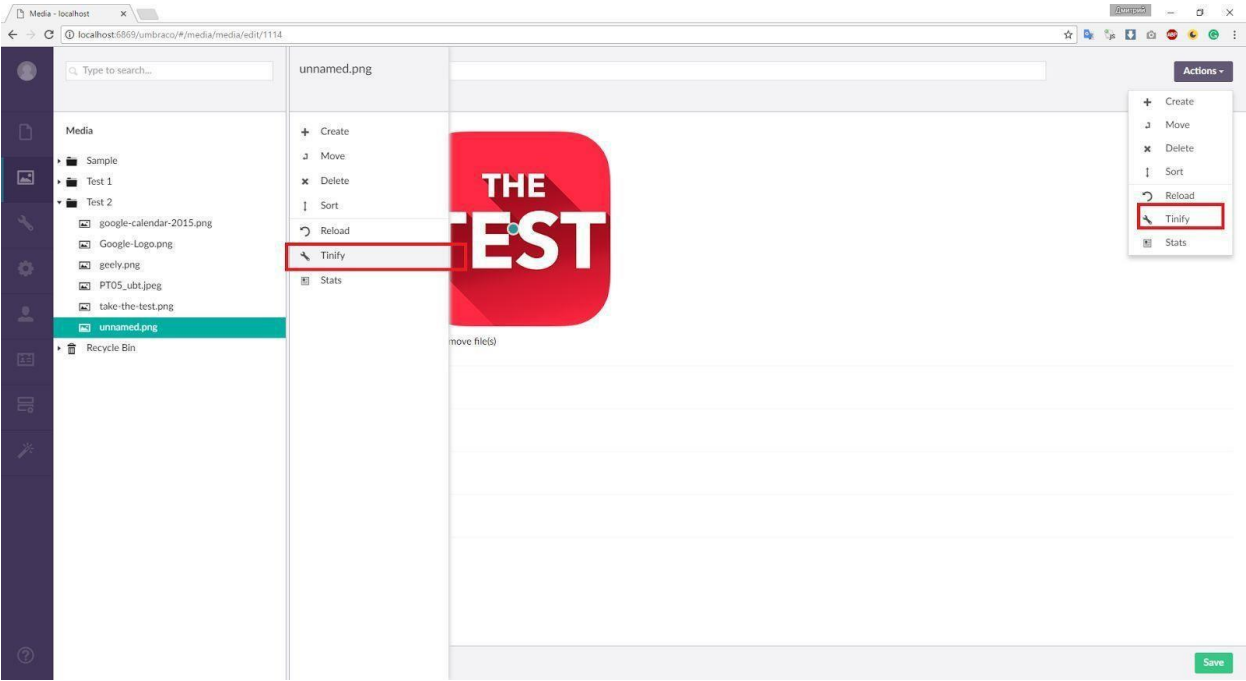 Media - localhost
Дмитрий
localhost:6869/umbraco/#/media/media/edit/1114
Type to search...
unnamed.png
Actions
Media
Sample
Test 1
Test 2
google-calendar-2015.png
Google-Logo.png
geely.png
PT05_ubt.jpeg
take-the-test.png
unnamed.png
Recycle Bin
Create
Move
Delete
Sort
Reload
Tinify
Stats
THE
TEST
move file(s)
Create
Move
Delete
Sort
Reload
Tinify
Stats
Save